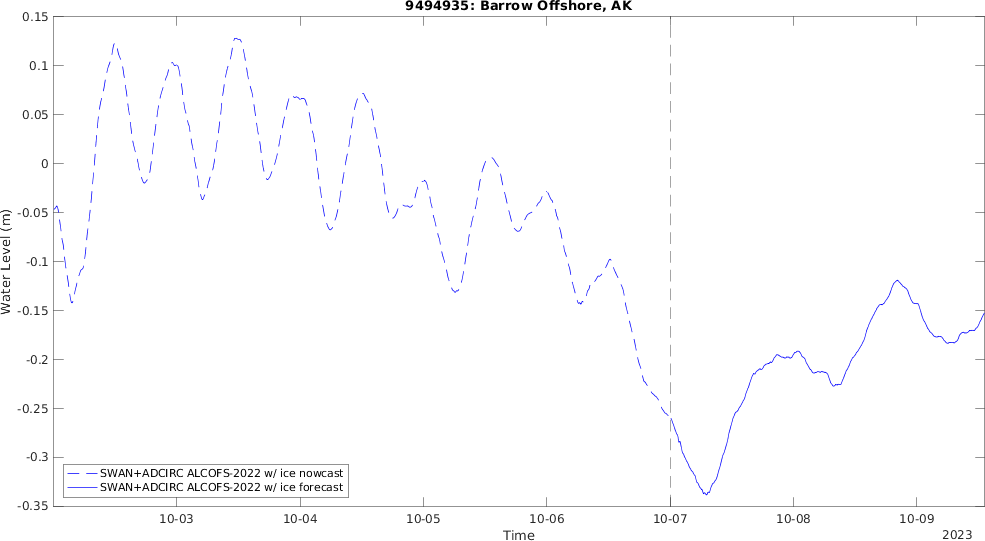 9494935: Barrow Offshore, AK
0.15
0.1
0.05
0
-0.05
-0.1
-0.15
-0.2
-0.25
-0.3
-0.35
Water Level (m)
SWAN+ADCIRC ALCOFS-2022 w/ ice nowcast
SWAN+ADCIRC ALCOFS-2022 w/ ice forecast
10-03 10-04 10-05 10-06 10-07 10-08 10-09
Time
2023